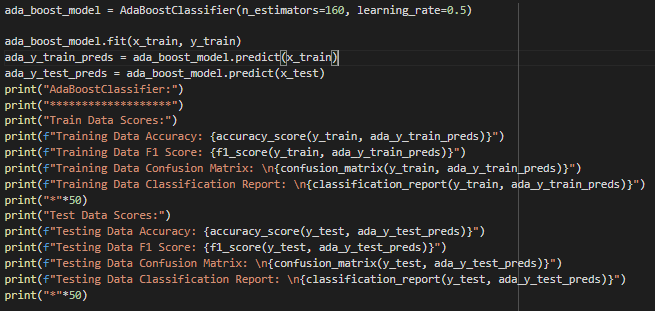 ada_boost_model = AdaBoostClassifier(n_estimators=160, learning_rate=0.5)
ada_boost_model.fit(x_train, y_train)
ada_y_train_preds = ada_boost_model.predict(x_train)
ada_y_test_preds = ada_boost_model.predict(x_test)
print("AdaBoostClassifier:")
print("*******************")
print("Train Data Scores:")
print(f"Training Data Accuracy: {accuracy_score(y_train, ada_y_train_preds)}")
print(f"Training Data F1 Score: {f1_score(y_train, ada_y_train_preds)}")
print(f"Training Data Confusion Matrix: \n{confusion_matrix(y_train, ada_y_train_preds)}")
print(f"Training Data Classification Report: \n{classification_report(y_train, ada_y_train_preds)}")
print("*"*50)
print("Test Data Scores:")
print(f"Testing Data Accuracy: {accuracy_score(y_test, ada_y_test_preds)}")
print(f"Testing Data F1 Score: {f1_score(y_test, ada_y_test_preds)}")
print(f"Testing Data Confusion Matrix: \n{confusion_matrix(y_test, ada_y_test_preds)}")
print(f"Testing Data Classification Report: \n{classification_report(y_test, ada_y_test_preds)}")
print("*"*50)